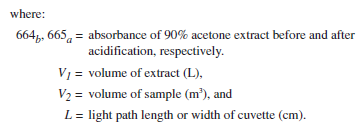 where:
664b, 665a = absorbance of 90% acetone extract before and after
acidification, respectively.
V1 = volume of extract (L),
V2 = volume of sample (m³), and
L = light path length or width of cuvette (cm).